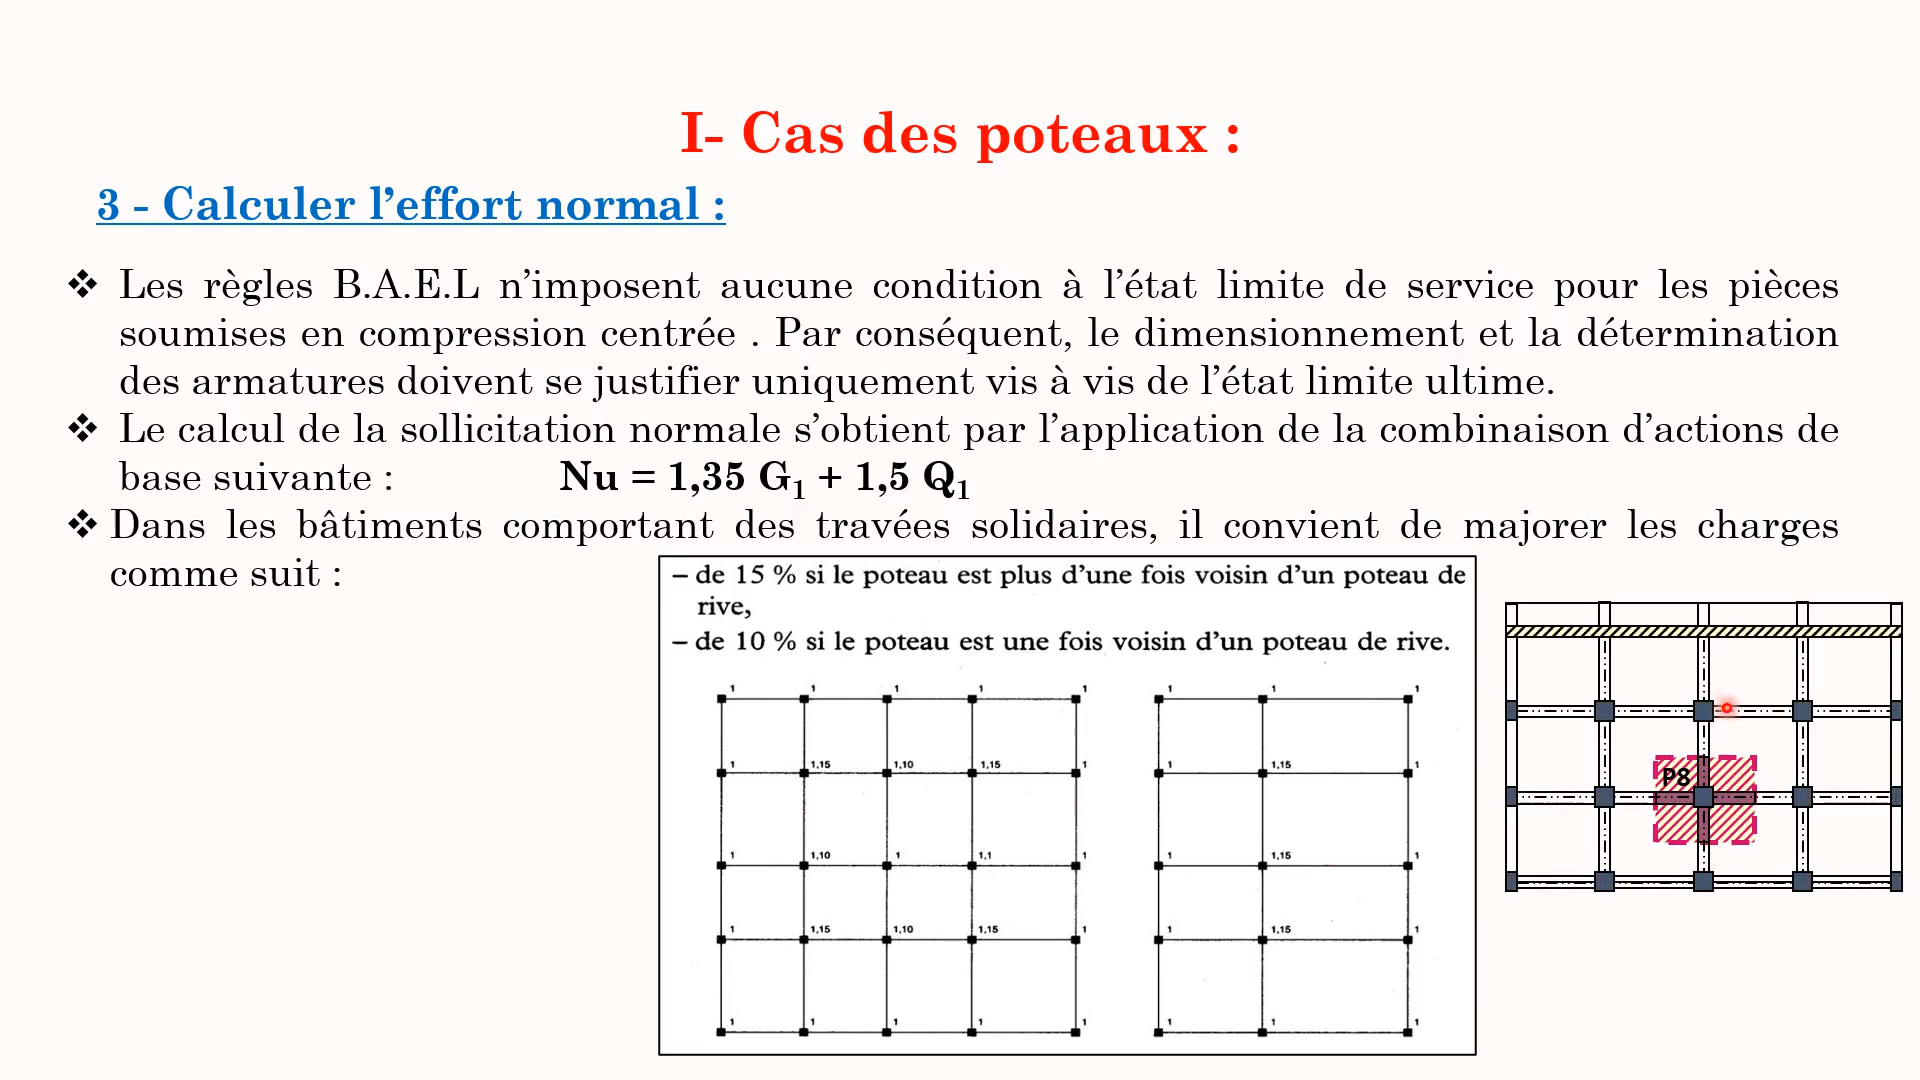 I- Cas des poteaux :
3 - Calculer l’effort normal :
❖ Les règles B.A.E.L n’imposent aucune condition à l’état limite de service pour les pièces
soumises en compression centrée . Par conséquent, le dimensionnement et la détermination
des armatures doivent se justifier uniquement vis à vis de l’état limite ultime.
❖ Le calcul de la sollicitation normale s’obtient par l’application de la combinaison d’actions de
base suivante : Nu = 1,35 G₁ + 1,5 Q₁
❖ Dans les bâtiments comportant des travées solidaires, il convient de majorer les charges
comme suit :
– de 15 % si le poteau est plus d’une fois voisin d’un poteau de
rive,
– de 10 % si le poteau est une fois voisin d’un poteau de rive.
1 1 1 1 1
1 1,15 1,10 1,15 1
1 1,10 1 1,1 1
1 1,15 1,10 1,15 1
1 1 1 1 1
1 1 1
1 1,15 1
1 1,15 1
1 1,15 1
1 1 1
P8